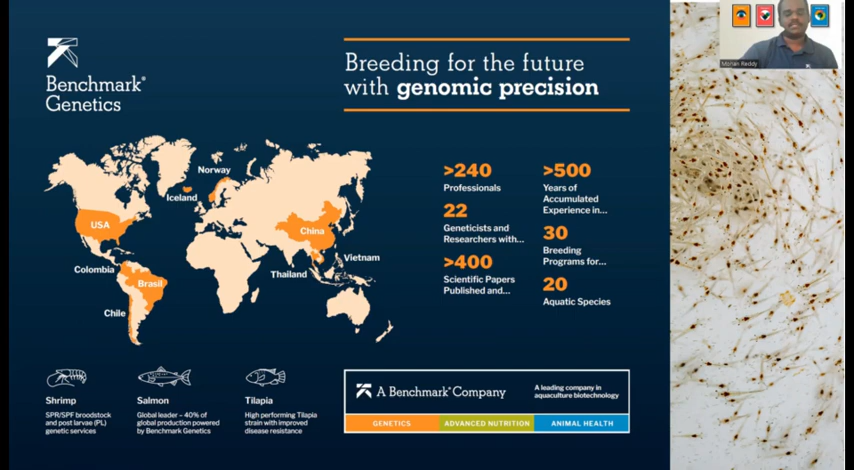 Benchmark®
Genetics
Breeding for the future
with genomic precision
Norway
Iceland
USA
China
Vietnam
Colombia
Thailand
Brasil
Chile
>240
Professionals
22
Geneticists and
Researchers with...
>400
Scientific Papers
Published and...
>500
Years of
Accumulated
Experience in...
30
Breeding
Programs for...
20
Aquatic Species
Shrimp
SPR/SPF broodstock
and post larvae (PL)
genetic services
Salmon
Global leader – 40% of
global production powered
by Benchmark Genetics
Tilapia
High performing Tilapia
strain with improved
disease resistance
A Benchmark® Company
A leading company in
aquaculture biotechnology
GENETICS
ADVANCED NUTRITION
ANIMAL HEALTH
Mohan Reddy